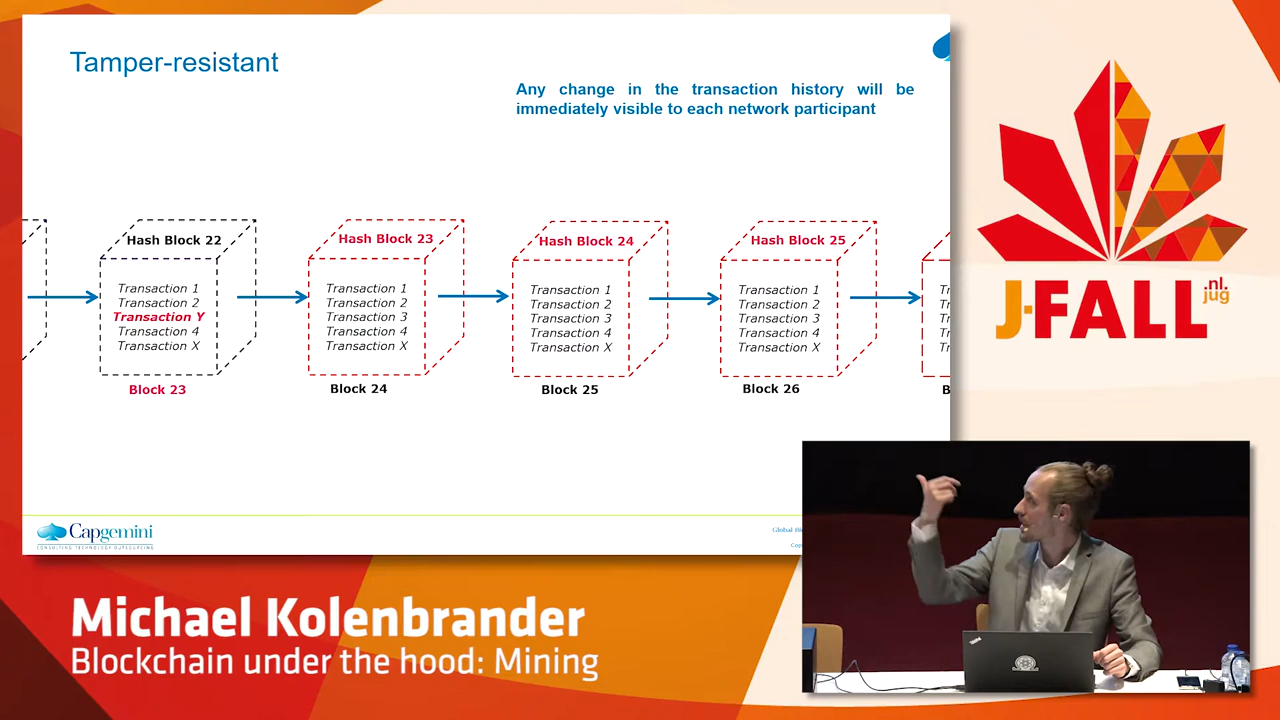 Tamper-resistant
Any change in the transaction history will be
immediately visible to each network participant
Hash Block 22
Transaction 1
Transaction 2
Transaction Y
Transaction 4
Transaction X
Block 23
Hash Block 23
Transaction 1
Transaction 2
Transaction 3
Transaction 4
Transaction X
Block 24
Hash Block 24
Transaction 1
Transaction 2
Transaction 3
Transaction 4
Transaction X
Block 25
Hash Block 25
Transaction 1
Transaction 2
Transaction 3
Transaction 4
Transaction X
Block 26
Capgemini
CONSULTING.TECHNOLOGY.OUTSOURCING
Global
J-FALL
.nl.
jug
Michael Kolenbrander
Blockchain under the hood: Mining